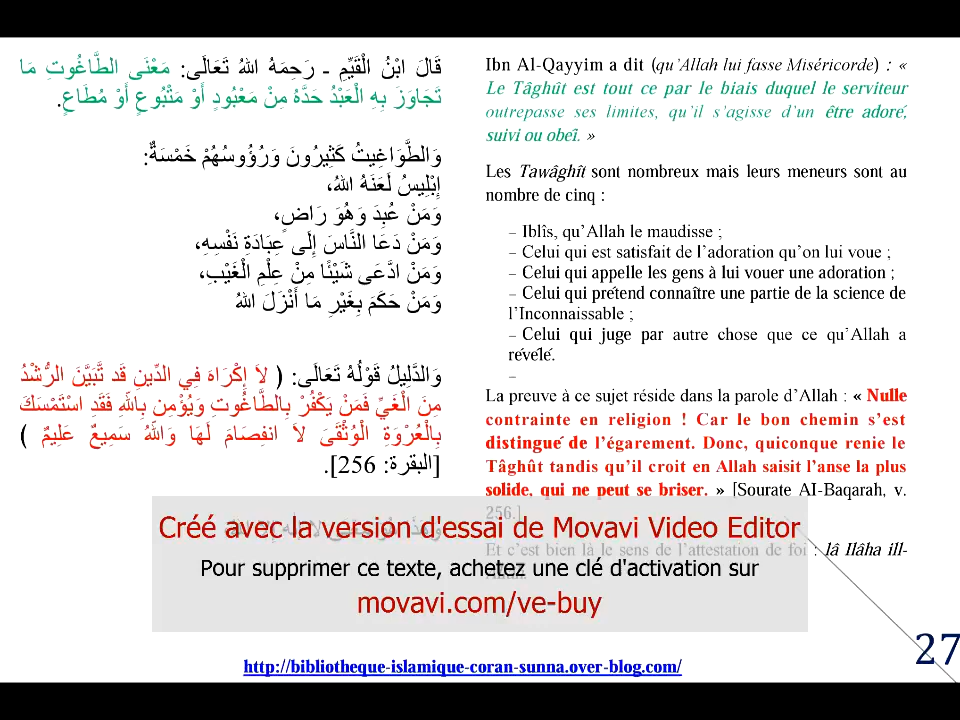 قَالَ ابْنُ الْقَيِّمِ - رَحِمَهُ اللهُ تَعَالَى: مَعْنَى الطَّاغُوتِ مَا
تَجَاوَزَ بِهِ الْعَبْدُ حَدَّهُ مِنْ مَعْبُودٍ أَوْ مَتْبُوعٍ أَوْ مُطَاعٍ.
وَالطَّوَاغِيتُ كَثِيرُونَ وَرُؤُوسُهُمْ خَمْسَةٌ:
إِبْلِيسُ لَعَنَهُ اللهُ،
وَمَنْ عُبِدَ وَهُوَ رَاضٍ،
وَمَنْ دَعَا النَّاسَ إِلَى عِبَادَةِ نَفْسِهِ،
وَمَنْ ادَّعَى شَيْئًا مِنْ عِلْمِ الْغَيْبِ،
وَمَنْ حَكَمَ بِغَيْرِ مَا أَنْزَلَ اللهُ
وَالدَّلِيلُ قَوْلُهُ تَعَالَى: ( لاَ إِكْرَاهَ فِي الدِّينِ قَد تَّبَيَّنَ الرُّشْدُ
مِنَ الْغَيِّ فَمَنْ يَكْفُرْ بِالطَّاغُوتِ وَيُؤْمِن بِاللهِ فَقَدِ اسْتَمْسَكَ
بِالْعُرْوَةِ الْوُثْقَىَ لاَ انفِصَامَ لَهَا وَاللهُ سَمِيعٌ عَلِيمٌ )
[البقرة: 256].
Ibn Al-Qayyim a dit (qu’Allah lui fasse Miséricorde) : «
Le Tâghût est tout ce par le biais duquel le serviteur
outrepasse ses limites, qu’il s’agisse d’un être adoré,
suivi ou obeï. »
Les Tawâghît sont nombreux mais leurs meneurs sont au
nombre de cinq :
– Iblîs, qu’Allah le maudisse ;
– Celui qui est satisfait de l’adoration qu’on lui voue ;
– Celui qui appelle les gens à lui vouer une adoration ;
– Celui qui prétend connaître une partie de la science de
l’Inconnaissable ;
– Celui qui juge par autre chose que ce qu’Allah a
révélé.
–
La preuve à ce sujet réside dans la parole d’Allah : « Nulle
contrainte en religion ! Car le bon chemin s’est
distingué de l’égarement. Donc, quiconque renie le
Tâghût tandis qu’il croit en Allah saisit l’anse la plus
solide, qui ne peut se briser. » [Sourate Al-Baqarah, v.
256.]
Et c’est bien là le sens de l’attestation de foi : lâ Ilâha ill-
Créé avec la version d'essai de Movavi Video Editor
Pour supprimer ce texte, achetez une clé d'activation sur
movavi.com/ve-buy
27
http://bibliotheque-islamique-coran-sunna.over-blog.com/